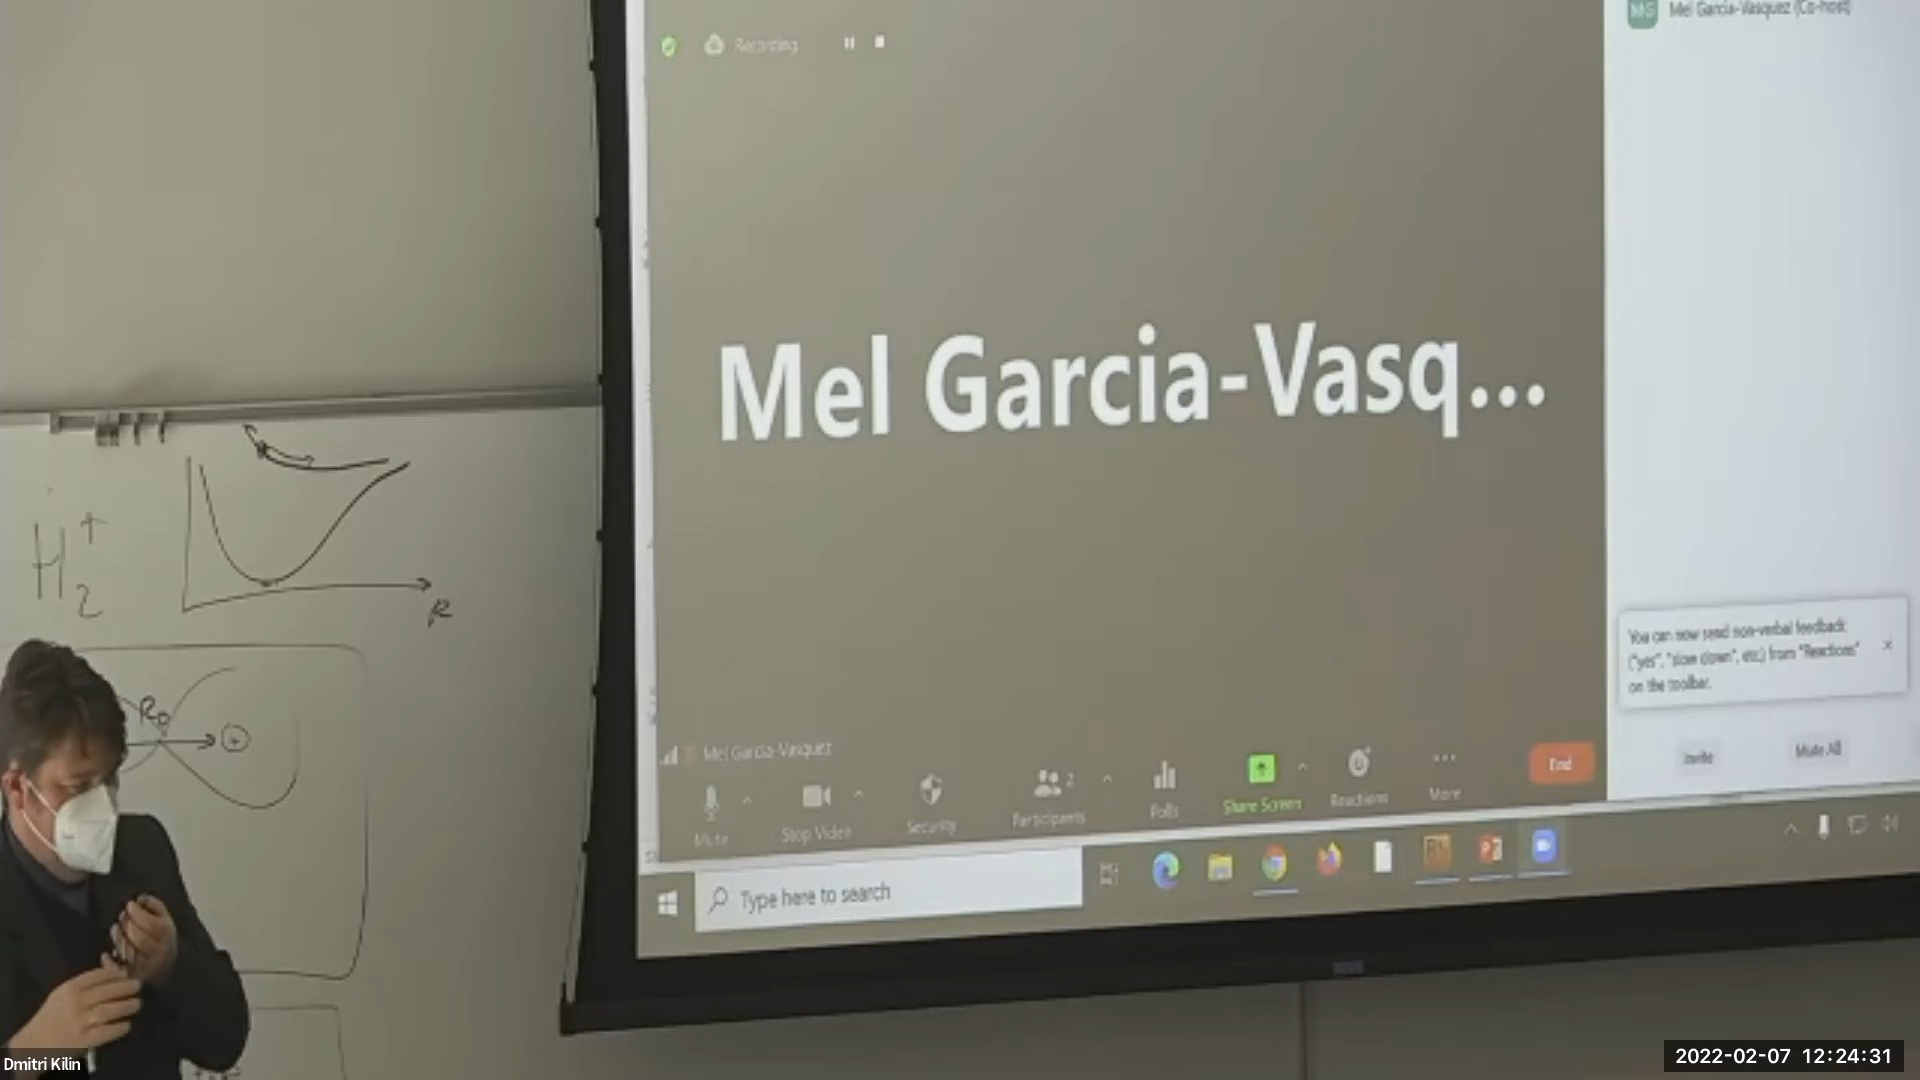 MG Mel Garcia-Vasquez (Co-host)
Recording
Mel Garcia-Vasq...
H₂⁺
R
R₀
+
You can now send non-verbal feedback
("yes", "slow down", etc.) from "Reactions"
on the toolbar.
Invite
Mute All
Mel Garcia-Vasquez
2
Mute
Stop Video
Security
Participants
Polls
Share Screen
Reactions
More
End
Type here to search
Dmitri Kilin
2022-02-07 12:24:31